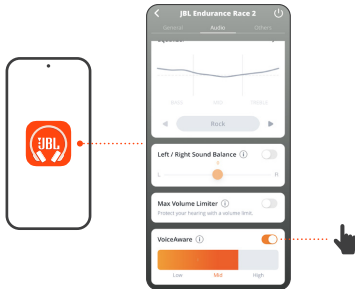 JBL
JBL Endurance Race 2
General Audio Others
Equalizer
BASS MID TREBLE
Rock
Left / Right Sound Balance
L R
Max Volume Limiter
Protect your hearing with a volume limit.
VoiceAware
Low Mid High